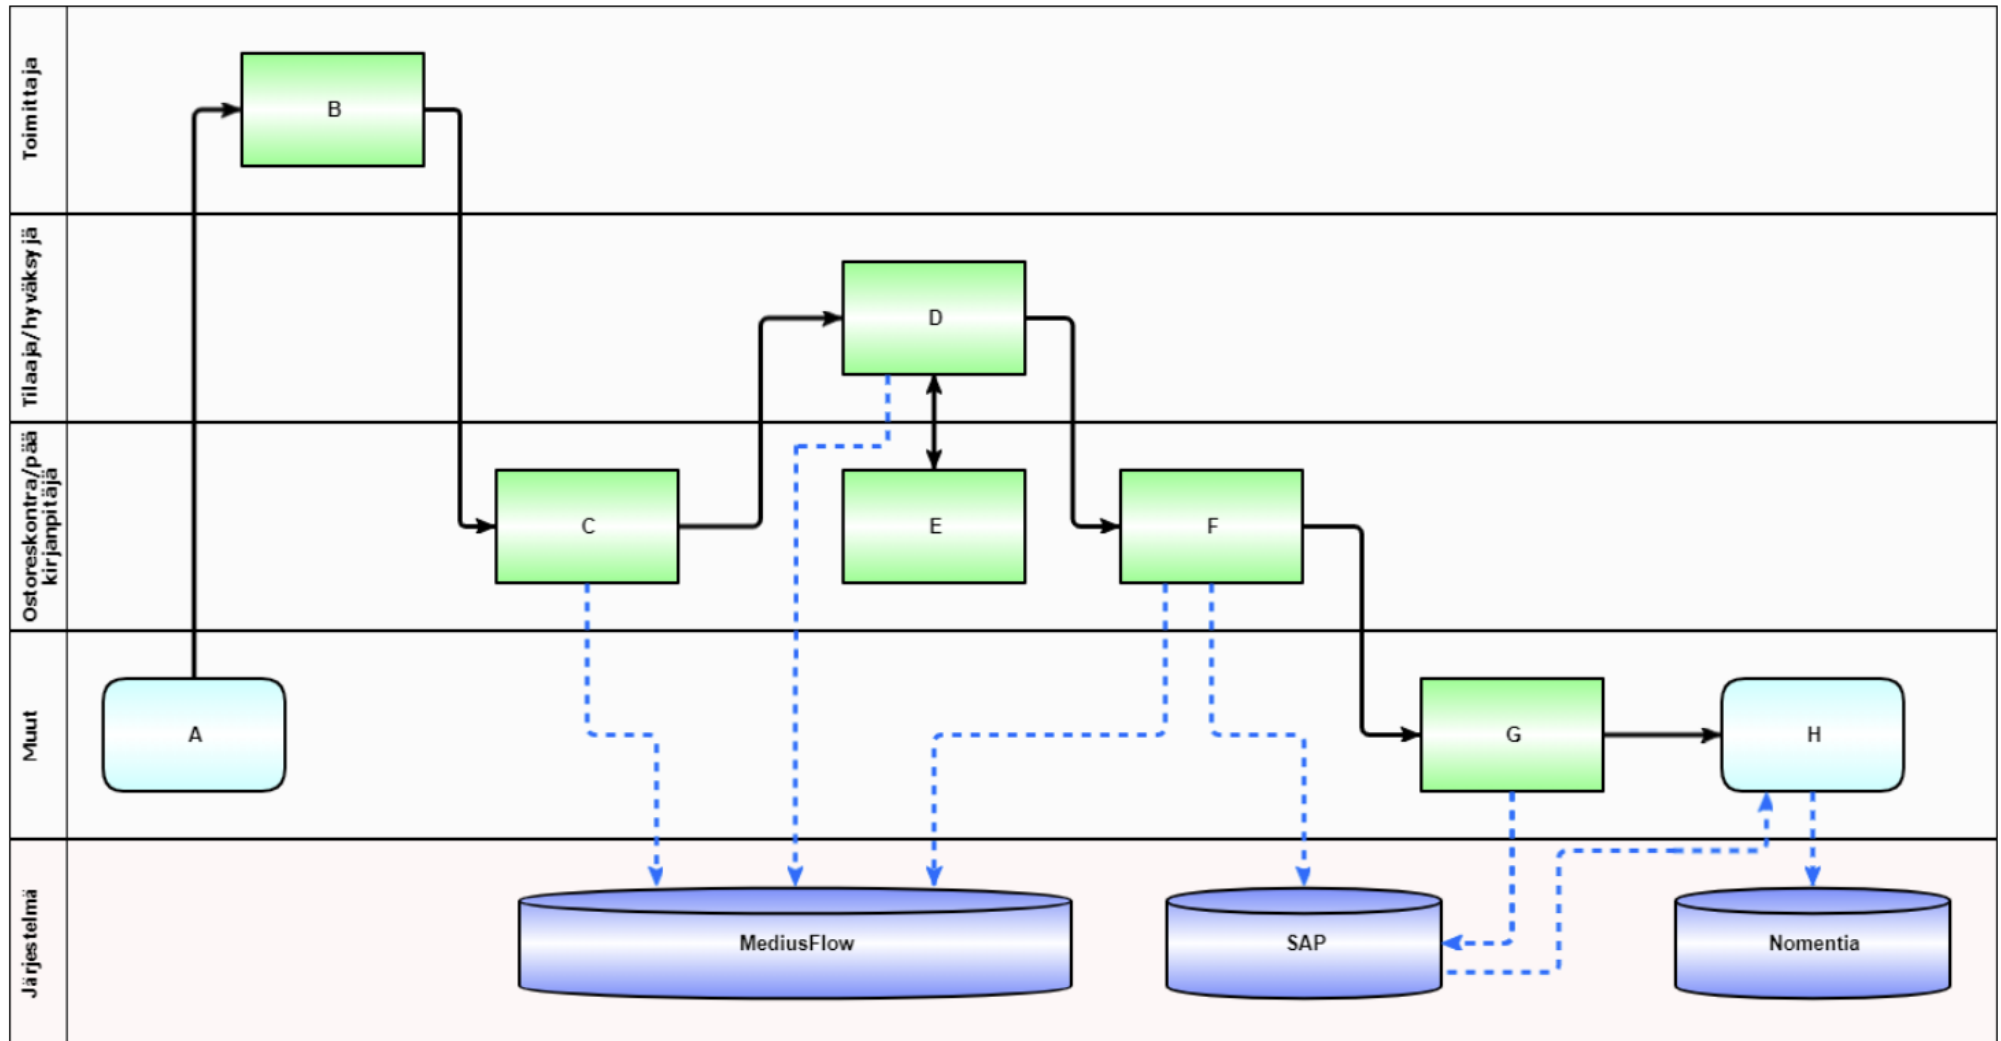 Toimittaja
B
Tilaaja/hyväksyjä
D
Ostoreskontra/pää
kirjanpitäjä
C
E
F
Muut
A
G
H
Järjestelmä
MediusFlow
SAP
Nomentia